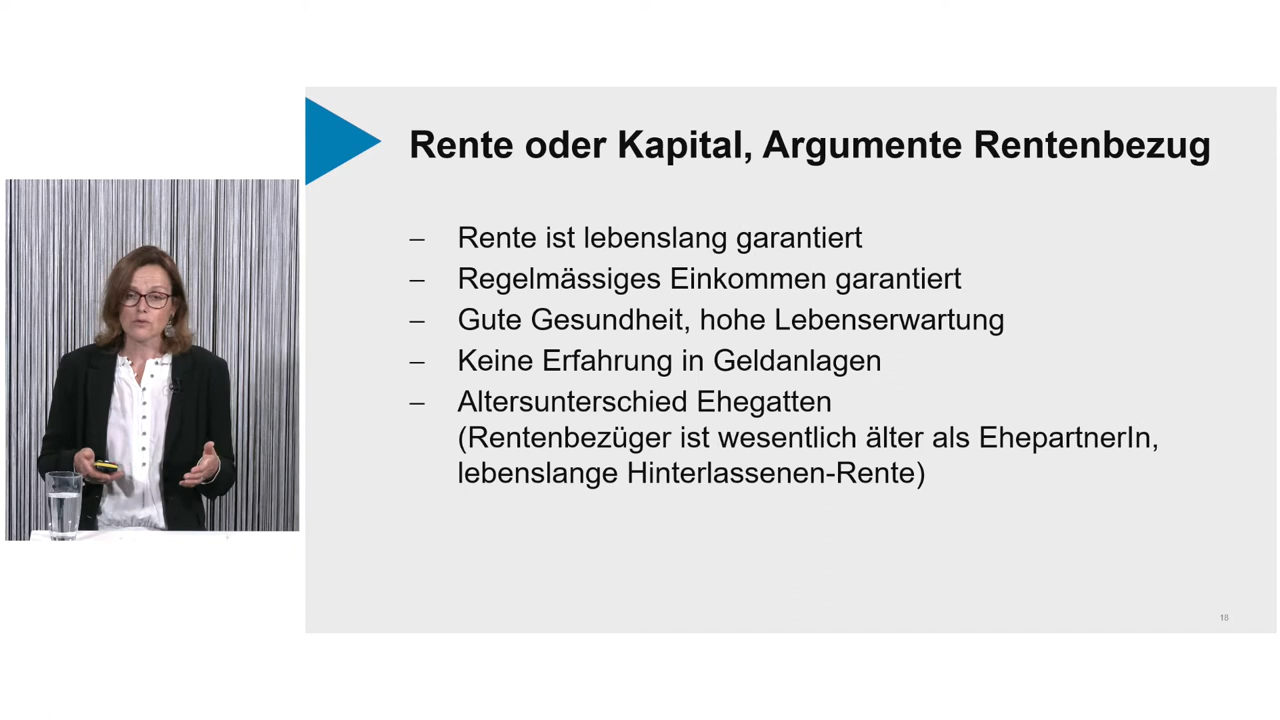 Rente oder Kapital, Argumente Rentenbezug
– Rente ist lebenslang garantiert
– Regelmässiges Einkommen garantiert
– Gute Gesundheit, hohe Lebenserwartung
– Keine Erfahrung in Geldanlagen
– Altersunterschied Ehegatten
(Rentenbezüger ist wesentlich älter als EhepartnerIn,
lebenslange Hinterlassenen-Rente)
18